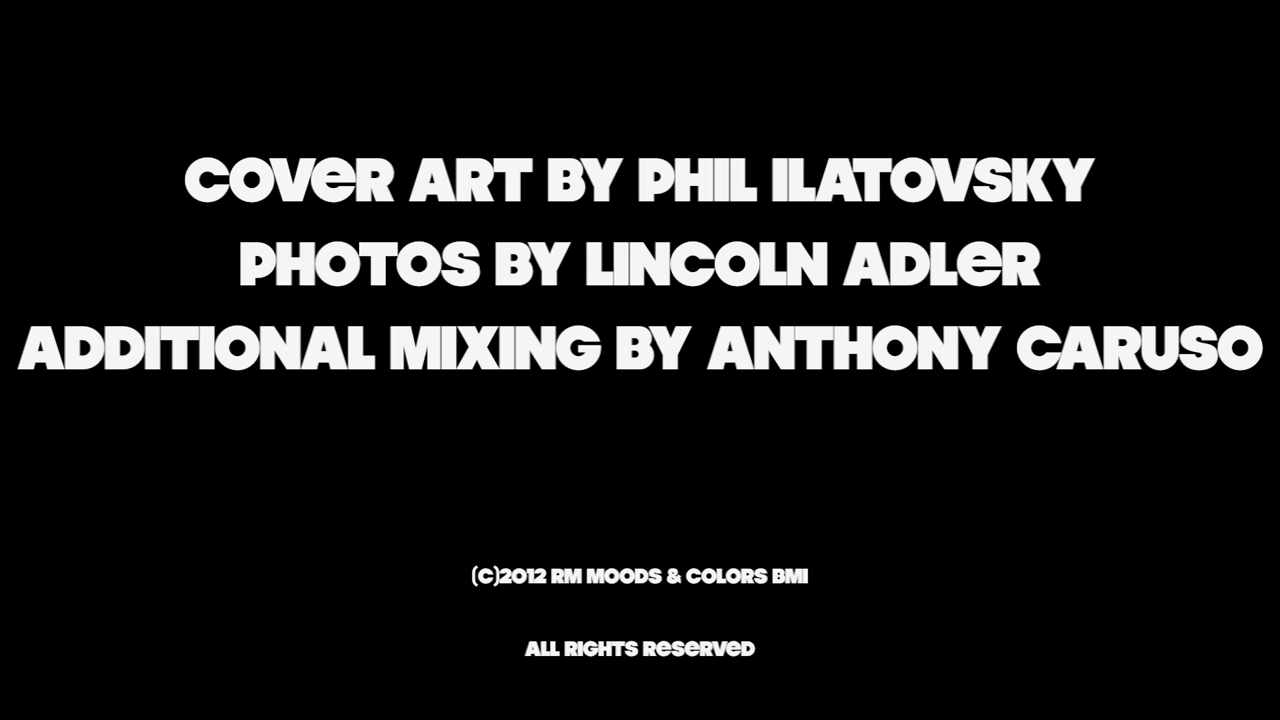 COVER ART BY PHIL ILATOVSKY
PHOTOS BY LINCOLN ADLER
ADDITIONAL MIXING BY ANTHONY CARUSO
(C)2012 RM MOODS & COLORS BMI
ALL RIGHTS RESERVED